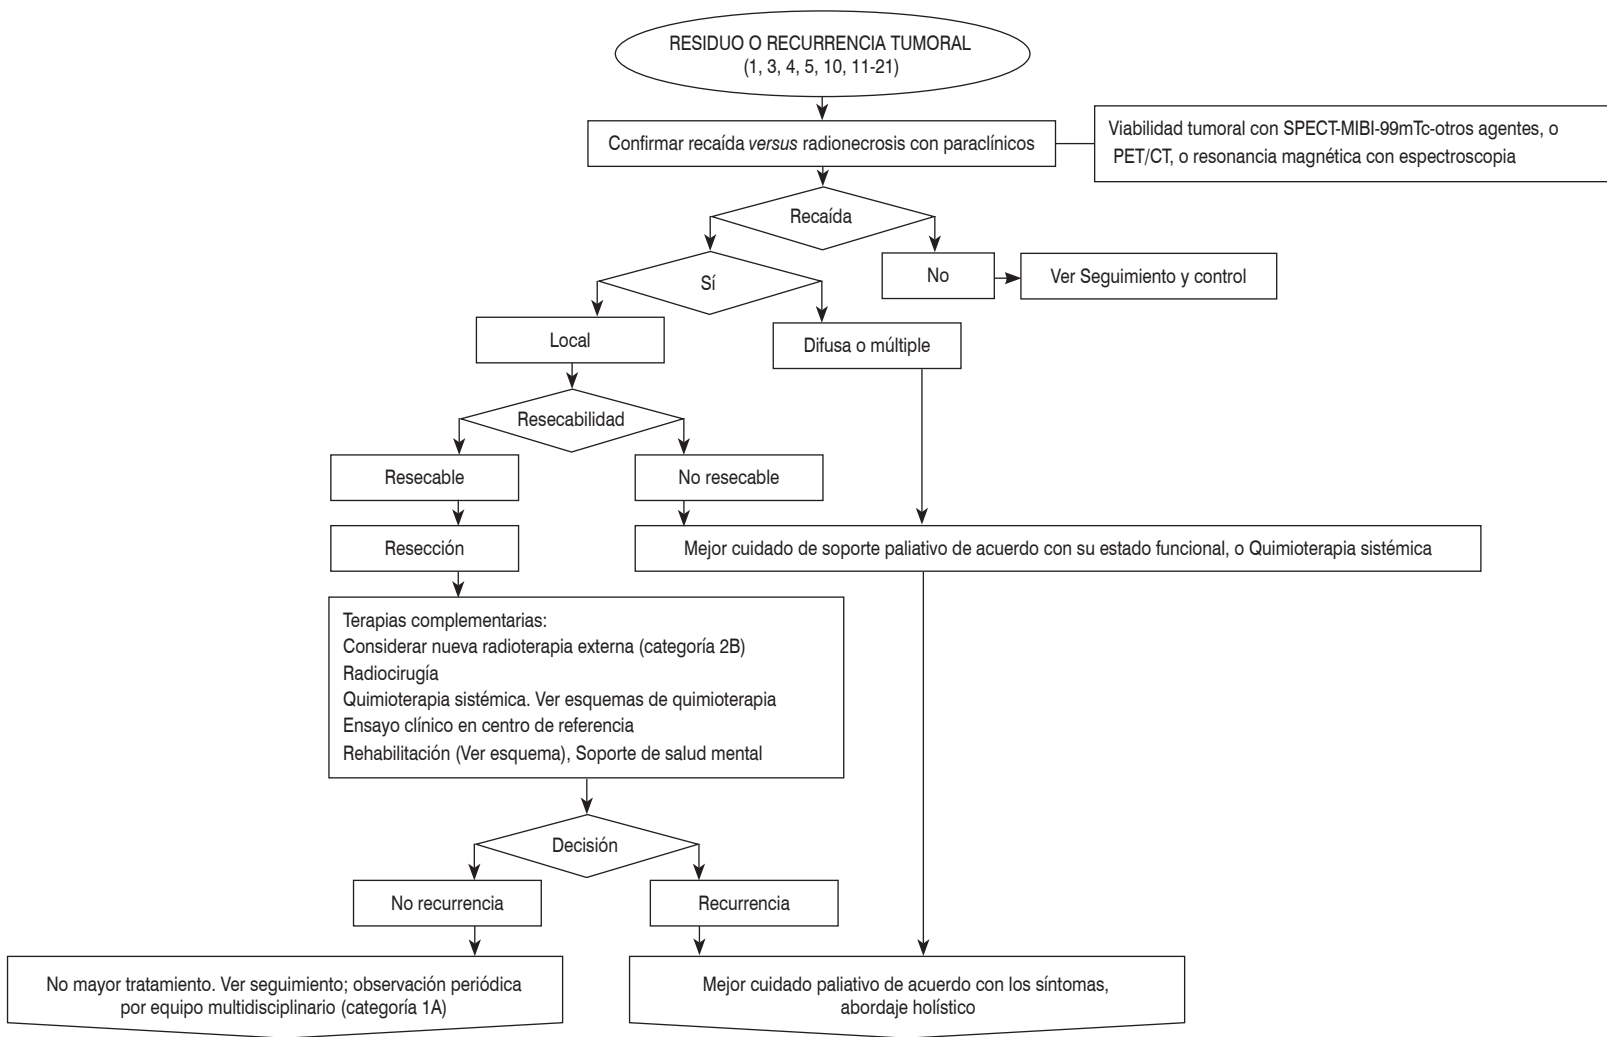 RESIDUO O RECURRENCIA TUMORAL
(1, 3, 4, 5, 10, 11-21)
Confirmar recaída versus radionecrosis con paraclínicos
Viabilidad tumoral con SPECT-MIBI-99mTc-otros agentes, o
PET/CT, o resonancia magnética con espectroscopia
Recaída
Sí
No
Ver Seguimiento y control
Local
Difusa o múltiple
Resecabilidad
Resecable
No resecable
Resección
Mejor cuidado de soporte paliativo de acuerdo con su estado funcional, o Quimioterapia sistémica
Terapias complementarias:
Considerar nueva radioterapia externa (categoría 2B)
Radiocirugía
Quimioterapia sistémica. Ver esquemas de quimioterapia
Ensayo clínico en centro de referencia
Rehabilitación (Ver esquema), Soporte de salud mental
Decisión
No recurrencia
Recurrencia
No mayor tratamiento. Ver seguimiento; observación periódica
por equipo multidisciplinario (categoría 1A)
Mejor cuidado paliativo de acuerdo con los síntomas,
abordaje holístico